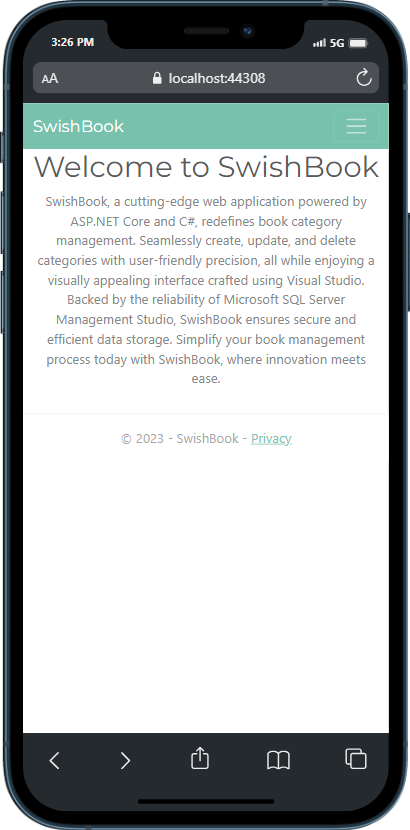 3:26 PM 5G
AA localhost:44308
SwishBook
Welcome to SwishBook
SwishBook, a cutting-edge web application powered by
ASP.NET Core and C#, redefines book category
management. Seamlessly create, update, and delete
categories with user-friendly precision, all while enjoying a
visually appealing interface crafted using Visual Studio.
Backed by the reliability of Microsoft SQL Server
Management Studio, SwishBook ensures secure and
efficient data storage. Simplify your book management
process today with SwishBook, where innovation meets
ease.
© 2023 - SwishBook - Privacy